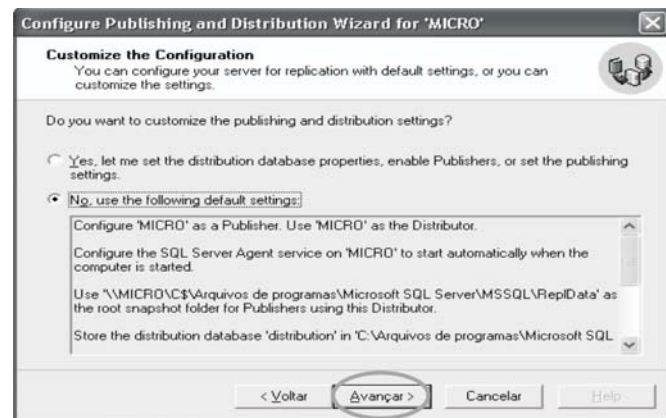 Configure Publishing and Distribution Wizard for 'MICRO'
Customize the Configuration
You can configure your server for replication with default settings, or you can
customize the settings.
Do you want to customize the publishing and distribution settings?
Yes, let me set the distribution database properties, enable Publishers, or set the publishing
settings.
No, use the following default settings:
Configure 'MICRO' as a Publisher. Use 'MICRO' as the Distributor.
Configure the SQL Server Agent service on 'MICRO' to start automatically when the
computer is started.
Use '\\MICRO\C$\Arquivos de programas\Microsoft SQL Server\MSSQL\ReplData' as
the root snapshot folder for Publishers using this Distributor.
Store the distribution database 'distribution' in 'C:\Arquivos de programas\Microsoft SQL
< Voltar Avançar > Cancelar Help